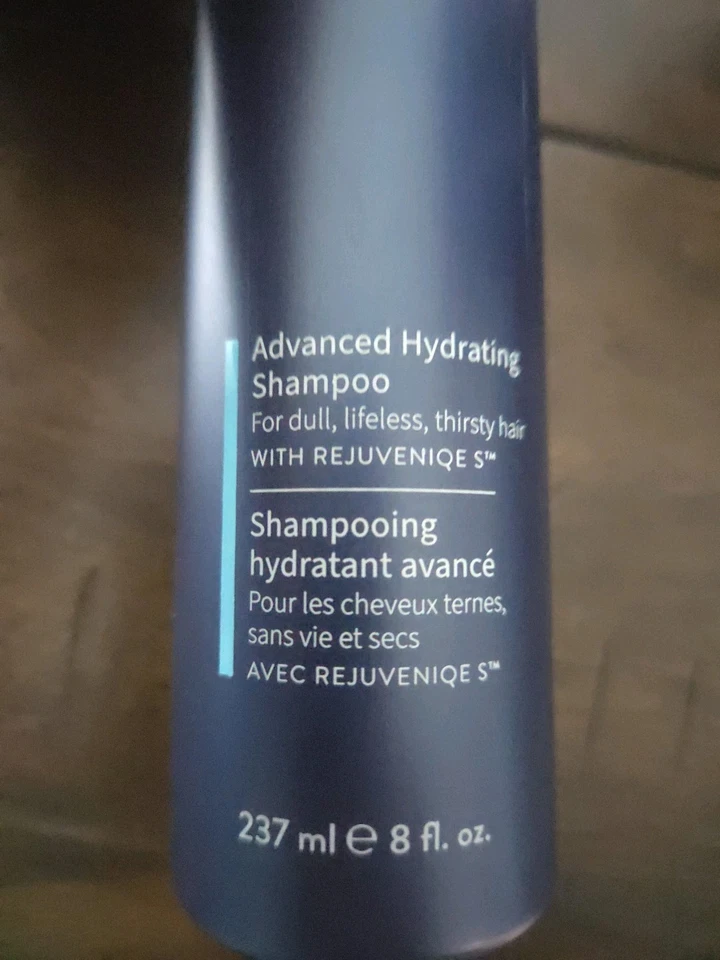 Advanced Hydrating
Shampoo
For dull, lifeless, thirsty hair
WITH REJUVENIQE S™
Shampooing
hydratant avancé
Pour les cheveux ternes,
sans vie et secs
AVEC REJUVENIQE S™
237 ml ℮ 8 fl. oz.